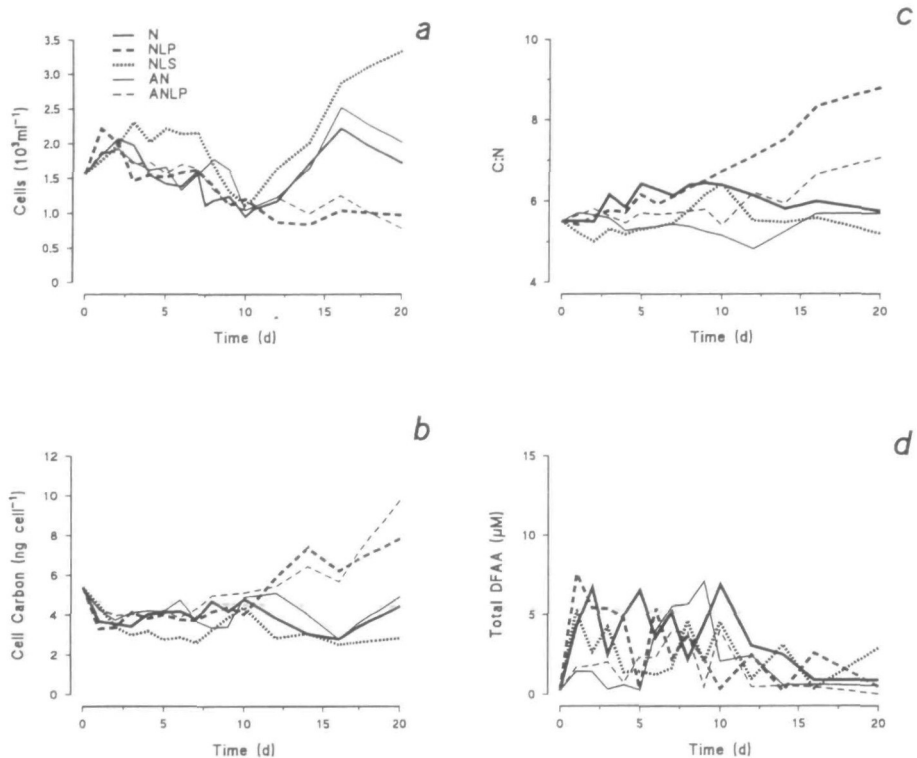 a
N
NLP
NLS
AN
ANLP
Cells (10³ml⁻¹)
3.5
3.0
2.5
2.0
1.5
1.0
0.5
0
0 5 10 15 20
Time (d)
c
C:N
10
8
6
4
0 5 10 15 20
Time (d)
b
Cell Carbon (ng cell⁻¹)
12
10
8
6
4
2
0
0 5 10 15 20
Time (d)
d
Total DFAA (µM)
15
10
5
0
0 5 10 15 20
Time (d)